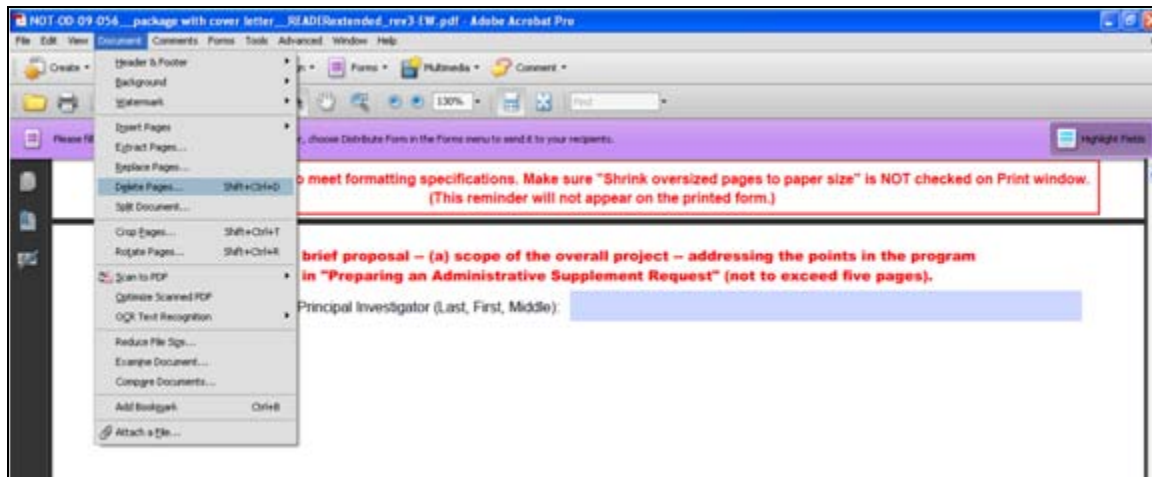 NOT-OD-09-056__package with cover letter__READERextended_rev3-EW.pdf - Adobe Acrobat Pro
File Edit View Document Comments Forms Tools Advanced Window Help
Create Forms Multimedia Comment
130% Find
Please fill , choose Distribute Form in the Forms menu to send it to your recipients. Highlight Fields
Header & Footer
Background
Watermark
Insert Pages
Extract Pages...
Replace Pages...
Delete Pages... Shift+Ctrl+D
Split Document...
Crop Pages... Shift+Ctrl+T
Rotate Pages... Shift+Ctrl+R
Scan to PDF
Optimize Scanned PDF
OCR Text Recognition
Reduce File Size...
Examine Document...
Compare Documents...
Add Bookmark Ctrl+B
Attach a File...
o meet formatting specifications. Make sure "Shrink oversized pages to paper size" is NOT checked on Print window.
(This reminder will not appear on the printed form.)
brief proposal – (a) scope of the overall project – addressing the points in the program
in "Preparing an Administrative Supplement Request" (not to exceed five pages).
Principal Investigator (Last, First, Middle):